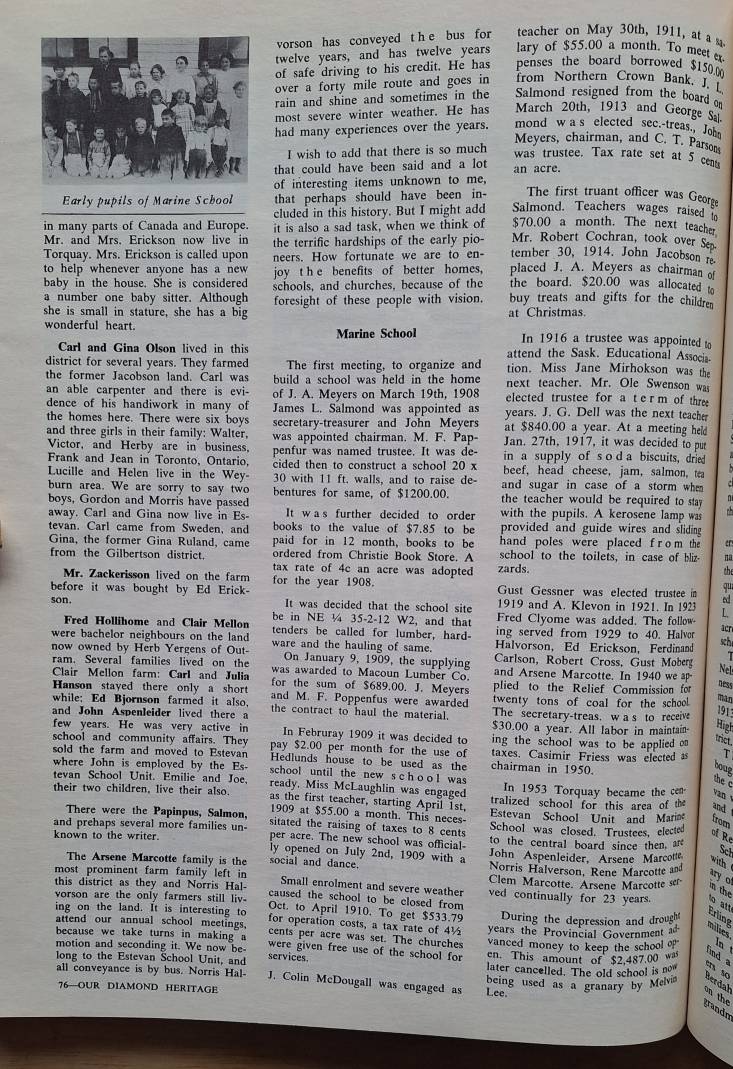 Early pupils of Marine School
in many parts of Canada and Europe.
Mr. and Mrs. Erickson now live in
Torquay. Mrs. Erickson is called upon
to help whenever anyone has a new
baby in the house. She is considered
a number one baby sitter. Although
she is small in stature, she has a big
wonderful heart.
Carl and Gina Olson lived in this
district for several years. They farmed
the former Jacobson land. Carl was
an able carpenter and there is evi-
dence of his handiwork in many of
the homes here. There were six boys
and three girls in their family: Walter,
Victor, and Herby are in business,
Frank and Jean in Toronto, Ontario,
Lucille and Helen live in the Wey-
burn area. We are sorry to say two
boys, Gordon and Morris have passed
away. Carl and Gina now live in Es-
tevan. Carl came from Sweden, and
Gina, the former Gina Ruland, came
from the Gilbertson district.
Mr. Zackerisson lived on the farm
before it was bought by Ed Erick-
son.
Fred Hollihome and Clair Mellon
were bachelor neighbours on the land
now owned by Herb Yergens of Out-
ram. Several families lived on the
Clair Mellon farm: Carl and Julia
Hanson stayed there only a short
while; Ed Bjornson farmed it also,
and John Aspenleider lived there a
few years. He was very active in
school and community affairs. They
sold the farm and moved to Estevan
where John is employed by the Es-
tevan School Unit. Emilie and Joe,
their two children, live their also.
There were the Papinpus, Salmon,
and prehaps several more families un-
known to the writer.
The Arsene Marcotte family is the
most prominent farm family left in
this district as they and Norris Hal-
vorson are the only farmers still liv-
ing on the land. It is interesting to
attend our annual school meetings,
because we take turns in making a
motion and seconding it. We now be-
long to the Estevan School Unit, and
all conveyance is by bus. Norris Hal-
76—OUR DIAMOND HERITAGE
vorson has conveyed the bus for
twelve years, and has twelve years
of safe driving to his credit. He has
over a forty mile route and goes in
rain and shine and sometimes in the
most severe winter weather. He has
had many experiences over the years.
I wish to add that there is so much
that could have been said and a lot
of interesting items unknown to me,
that perhaps should have been in-
cluded in this history. But I might add
it is also a sad task, when we think of
the terrific hardships of the early pio-
neers. How fortunate we are to en-
joy the benefits of better homes,
schools, and churches, because of the
foresight of these people with vision.
Marine School
The first meeting, to organize and
build a school was held in the home
of J. A. Meyers on March 19th, 1908
James L. Salmond was appointed as
secretary-treasurer and John Meyers
was appointed chairman. M. F. Pap-
penfur was named trustee. It was de-
cided then to construct a school 20 x
30 with 11 ft. walls, and to raise de-
bentures for same, of $1200.00.
It was further decided to order
books to the value of $7.85 to be
paid for in 12 month, books to be
ordered from Christie Book Store. A
tax rate of 4c an acre was adopted
for the year 1908.
It was decided that the school site
be in NE ¼ 35-2-12 W2, and that
tenders be called for lumber, hard-
ware and the hauling of same.
On January 9, 1909, the supplying
was awarded to Macoun Lumber Co.
for the sum of $689.00. J. Meyers
and M. F. Poppenfus were awarded
the contract to haul the material.
In Februray 1909 it was decided to
pay $2.00 per month for the use of
Hedlunds house to be used as the
school until the new school was
ready. Miss McLaughlin was engaged
as the first teacher, starting April 1st,
1909 at $55.00 a month. This neces-
sitated the raising of taxes to 8 cents
per acre. The new school was official-
ly opened on July 2nd, 1909 with a
social and dance.
Small enrolment and severe weather
caused the school to be closed from
Oct. to April 1910. To get $533.79
for operation costs, a tax rate of 4½
cents per acre was set. The churches
were given free use of the school for
services.
J. Colin McDougall was engaged as
teacher on May 30th, 1911, at a sa-
lary of $55.00 a month. To meet ex-
penses the board borrowed $150.00
from Northern Crown Bank. J. L.
Salmond resigned from the board on
March 20th, 1913 and George Sal-
mond was elected sec.-treas., John
Meyers, chairman, and C. T. Parsons
was trustee. Tax rate set at 5 cents
an acre.
The first truant officer was George
Salmond. Teachers wages raised to
$70.00 a month. The next teacher,
Mr. Robert Cochran, took over Sep-
tember 30, 1914. John Jacobson re-
placed J. A. Meyers as chairman of
the board. $20.00 was allocated to
buy treats and gifts for the children
at Christmas.
In 1916 a trustee was appointed to
attend the Sask. Educational Associa-
tion. Miss Jane Mirhokson was the
next teacher. Mr. Ole Swenson was
elected trustee for a term of three
years. J. G. Dell was the next teacher
at $840.00 a year. At a meeting held
Jan. 27th, 1917, it was decided to put
in a supply of soda biscuits, dried
beef, head cheese, jam, salmon, tea
and sugar in case of a storm when
the teacher would be required to stay
with the pupils. A kerosene lamp was
provided and guide wires and sliding
hand poles were placed from the
school to the toilets, in case of bliz-
zards.
Gust Gessner was elected trustee in
1919 and A. Klevon in 1921. In 1923
Fred Clyome was added. The follow-
ing served from 1929 to 40. Halvor
Halvorson, Ed Erickson, Ferdinand
Carlson, Robert Cross, Gust Moberg
and Arsene Marcotte. In 1940 we ap-
plied to the Relief Commission for
twenty tons of coal for the school.
The secretary-treas. was to receive
$30.00 a year. All labor in maintain-
ing the school was to be applied on
taxes. Casimir Friess was elected as
chairman in 1950.
In 1953 Torquay became the cen-
tralized school for this area of the
Estevan School Unit and Marine
School was closed. Trustees, elected
to the central board since then, are
John Aspenleider, Arsene Marcotte,
Norris Halverson, Rene Marcotte and
Clem Marcotte. Arsene Marcotte ser-
ved continually for 23 years.
During the depression and drought
years the Provincial Government ad-
vanced money to keep the school op-
en. This amount of $2,487.00 was
later cancelled. The old school is now
being used as a granary by Melvin
Lee.